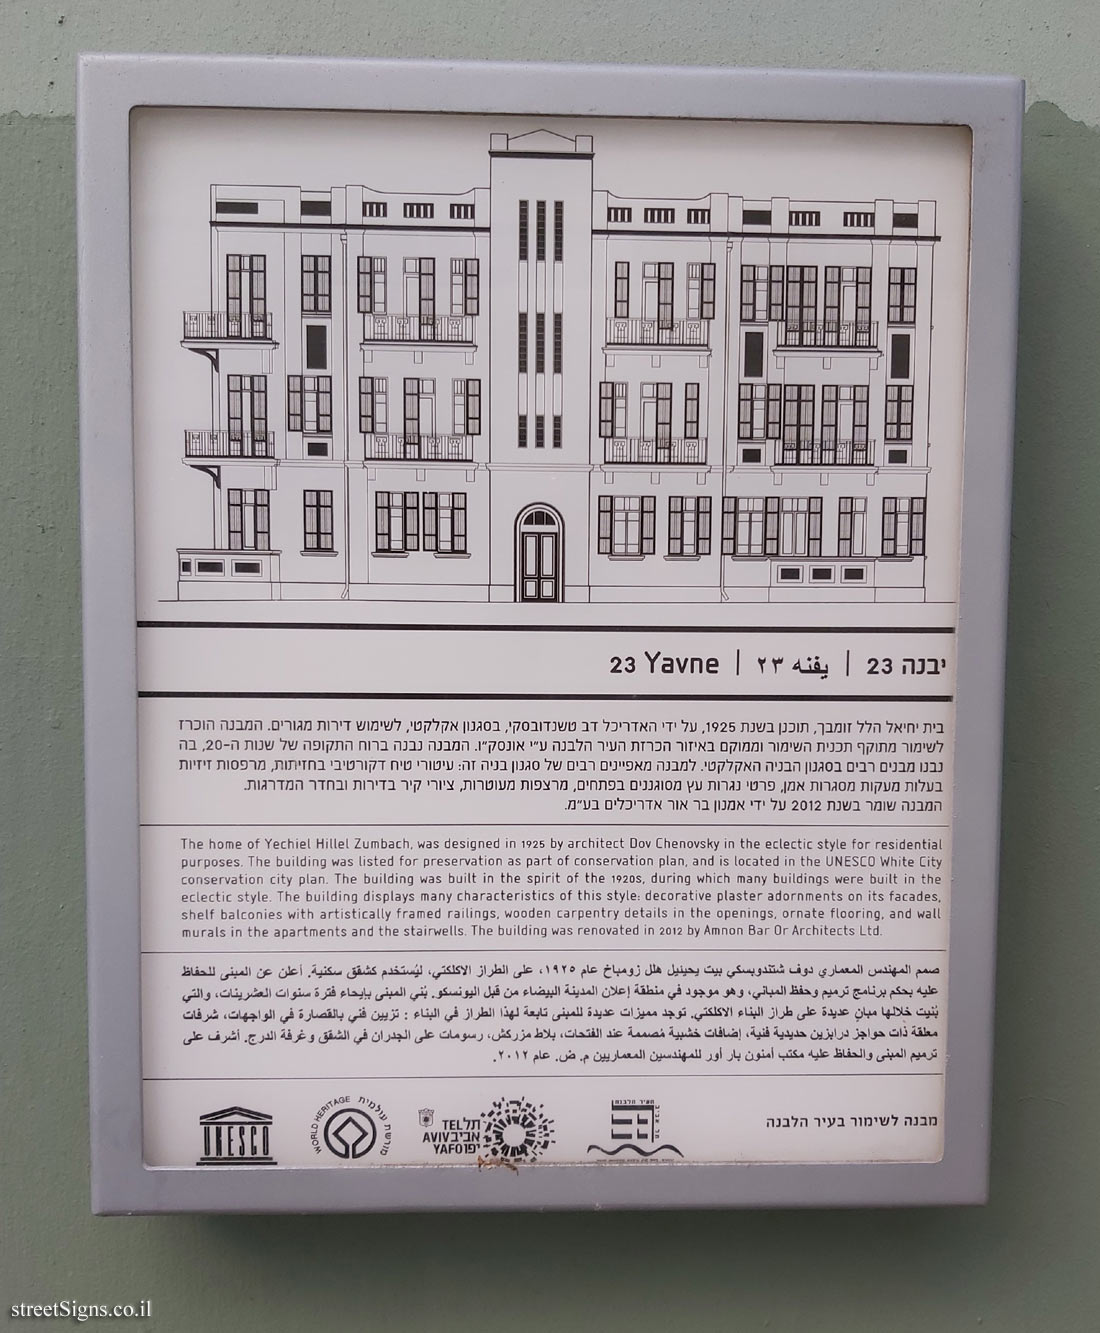 23 Yavne | يفنه ٢٣ | יבנה 23
בית יחיאל הלל זומבך, תוכנן בשנת 1925, על ידי האדריכל דב טשנדובסקי, בסגנון אקלקטי, לשימוש דירות מגורים. המבנה הוכרז
לשימור מתוקף תכנית השימור וממוקם באיזור הכרזת העיר הלבנה ע״י אונסק״ו. המבנה נבנה ברוח התקופה של שנות ה-20, בה
נבנו מבנים רבים בסגנון הבניה האקלקטי. למבנה מאפיינים רבים של סגנון בניה זה: עיטורי טיח דקורטיבי בחזיתות, מרפסות זיזיות
בעלות מעקות מסגרות אמן, פרטי נגרות עץ מסוגננים בפתחים, מרצפות מעוטרות, ציורי קיר בדירות ובחדר המדרגות.
המבנה שומר בשנת 2012 על ידי אמנון בר אור אדריכלים בע״מ.
The home of Yechiel Hillel Zumbach, was designed in 1925 by architect Dov Chenovsky in the eclectic style for residential
purposes. The building was listed for preservation as part of conservation plan, and is located in the UNESCO White City
conservation city plan. The building was built in the spirit of the 1920s, during which many buildings were built in the
eclectic style. The building displays many characteristics of this style: decorative plaster adornments on its facades,
shelf balconies with artistically framed railings, wooden carpentry details in the openings, ornate flooring, and wall
murals in the apartments and the stairwells. The building was renovated in 2012 by Amnon Bar Or Architects Ltd.
صمم المهندس المعماري دوف شتندوبسكي بيت يحيئيل هلل زومباخ عام ١٩٢٥، على الطراز الاكلكتي، ليُستخدم كشقق سكنية. أعلن عن المبنى للحفاظ
عليه بحكم برنامج ترميم وحفظ المباني، وهو موجود في منطقة إعلان المدينة البيضاء من قبل اليونسكو. بُني المبنى بإيحاء فترة سنوات العشرينات، والتي
بُنيت خلالها مبانٍ عديدة على طراز البناء الاكلكتي. توجد مميزات عديدة للمبنى تابعة لهذا الطراز في البناء : تزيين فني بالقصارة في الواجهات، شرفات
معلقة ذات حواجز درابزين حديدية فنية، إضافات خشبية مُصممة عند الفتحات، بلاط مزركش، رسومات على الجدران في الشقق وغرفة الدرج. أشرف على
ترميم المبنى والحفاظ عليه مكتب أمنون بار أور للمهندسين المعماريين م. ض. عام ٢٠١٢.
UNESCO
WORLD HERITAGE מורשת עולמית
TEL תל
AVIV אביב
YAFO יפו
העיר הלבנה
תל אביב
מבנה לשימור בעיר הלבנה
streetSigns.co.il